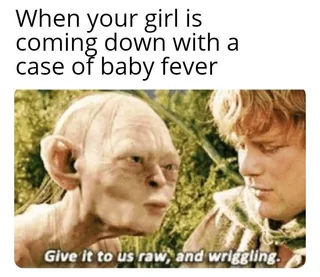 When your girl is
coming down with a
case of baby fever
Give it to us raw, and wriggling.